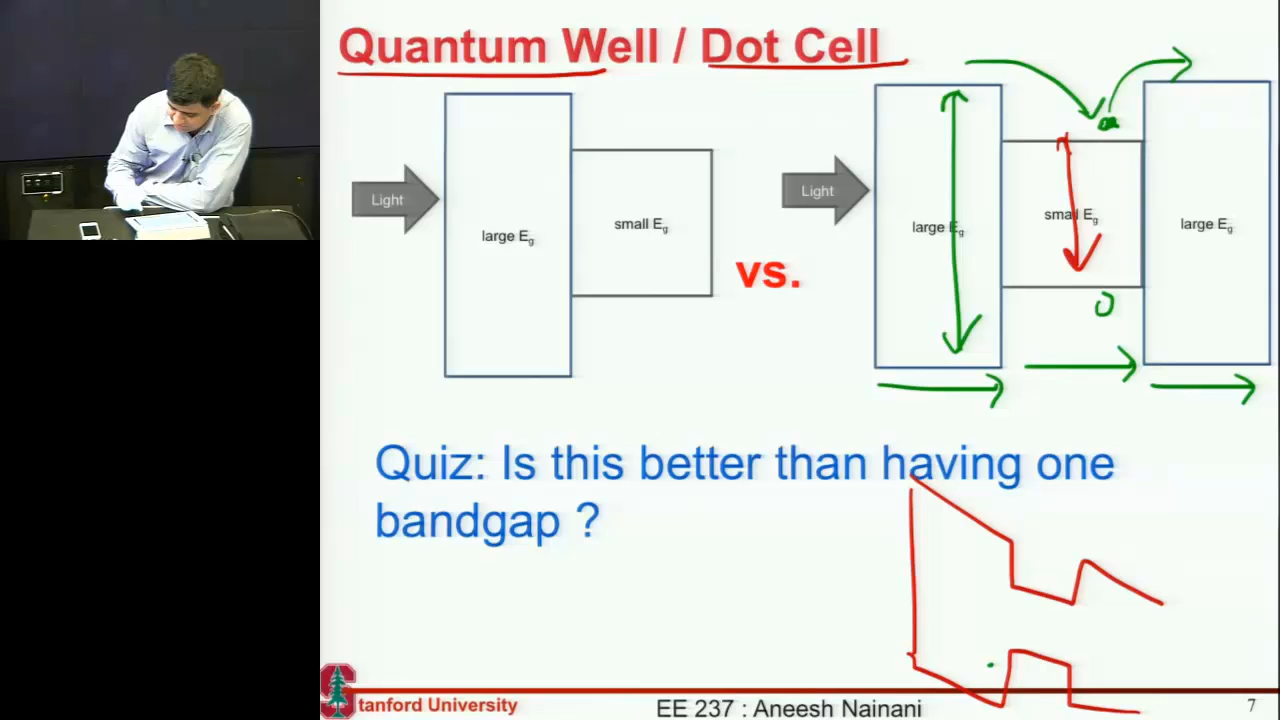 Quantum Well / Dot Cell
Light
large Eg
small Eg
vs.
Light
large Eg
small Eg
large Eg
Quiz: Is this better than having one
bandgap ?
Stanford University
EE 237 : Aneesh Nainani
7